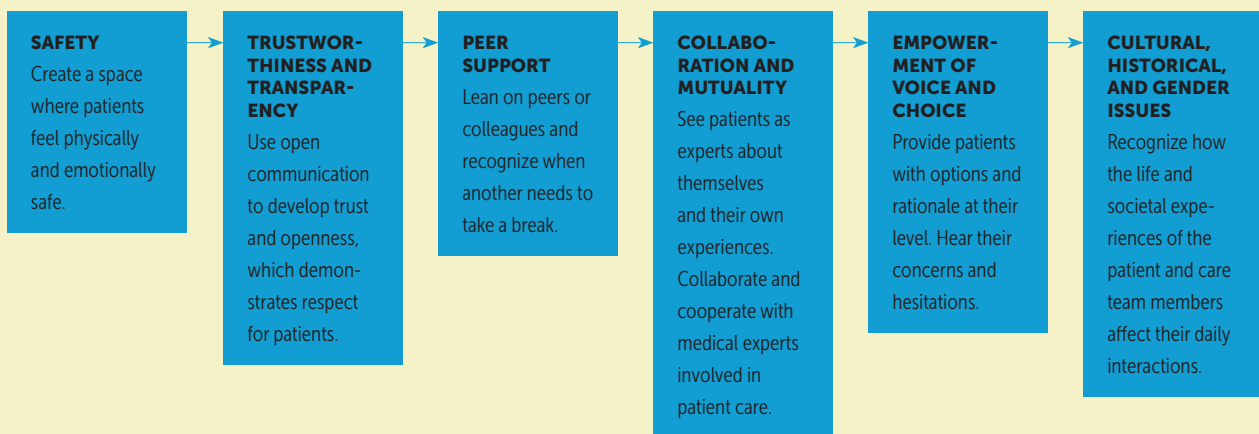 SAFETY
Create a space
where patients
feel physically
and emotionally
safe.
TRUSTWOR-
THINESS AND
TRANSPAR-
ENCY
Use open
communication
to develop trust
and openness,
which demon-
strates respect
for patients.
PEER
SUPPORT
Lean on peers or
colleagues and
recognize when
another needs to
take a break.
COLLABO-
RATION AND
MUTUALITY
See patients as
experts about
themselves
and their own
experiences.
Collaborate and
cooperate with
medical experts
involved in
patient care.
EMPOWER-
MENT OF
VOICE AND
CHOICE
Provide patients
with options and
rationale at their
level. Hear their
concerns and
hesitations.
CULTURAL,
HISTORICAL,
AND GENDER
ISSUES
Recognize how
the life and
societal expe-
riences of the
patient and care
team members
affect their daily
interactions.